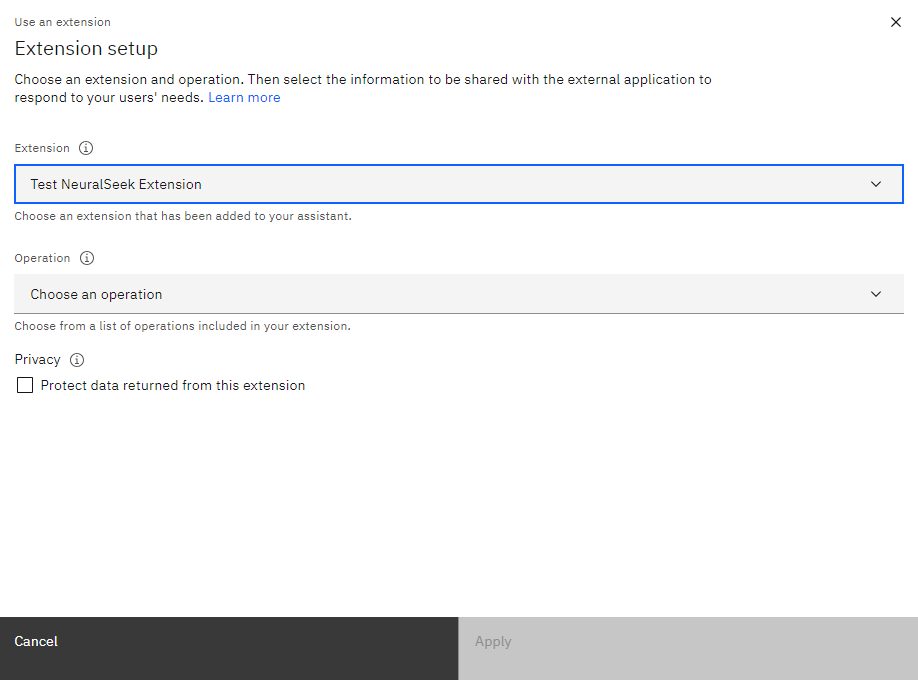 Use an extension
Extension setup
Choose an extension and operation. Then select the information to be shared with the external application to
respond to your users' needs. Learn more
Extension
Test NeuralSeek Extension
Choose an extension that has been added to your assistant.
Operation
Choose an operation
Choose from a list of operations included in your extension.
Privacy
Protect data returned from this extension
Cancel
Apply